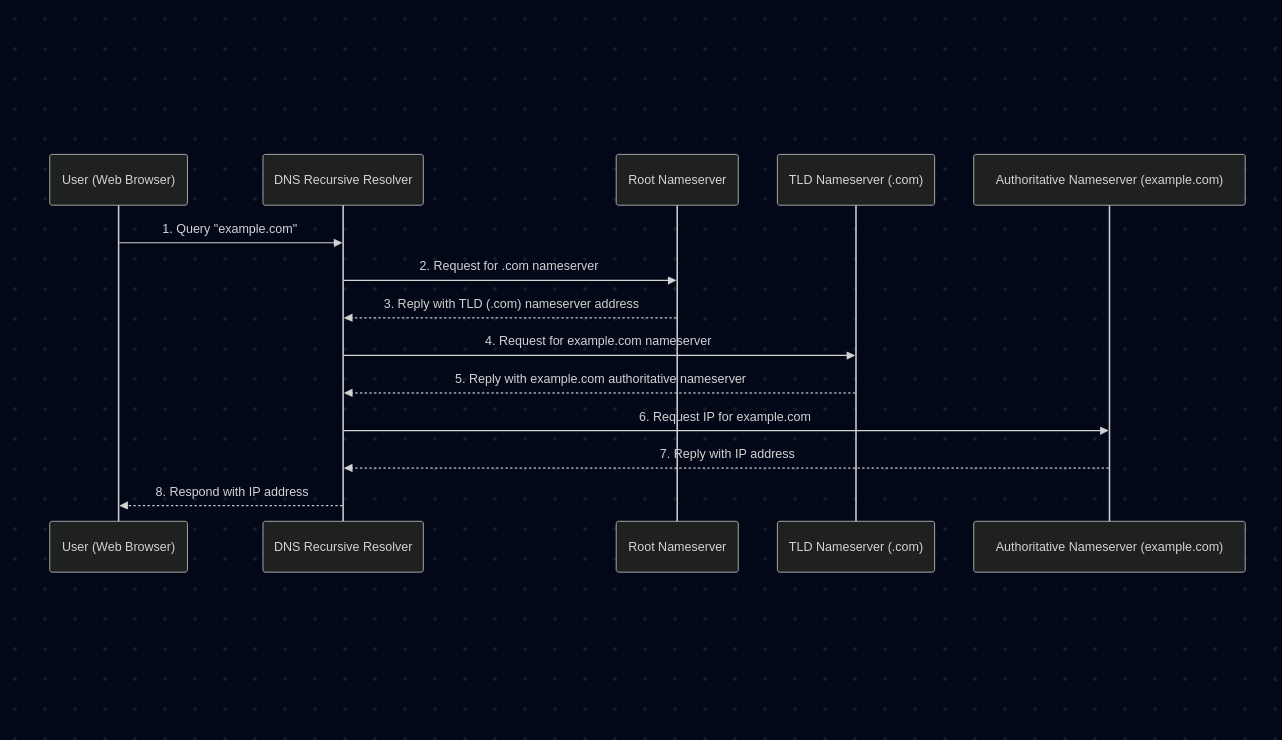 User (Web Browser)
DNS Recursive Resolver
Root Nameserver
TLD Nameserver (.com)
Authoritative Nameserver (example.com)
1. Query "example.com"
2. Request for .com nameserver
3. Reply with TLD (.com) nameserver address
4. Request for example.com nameserver
5. Reply with example.com authoritative nameserver
6. Request IP for example.com
7. Reply with IP address
8. Respond with IP address
User (Web Browser)
DNS Recursive Resolver
Root Nameserver
TLD Nameserver (.com)
Authoritative Nameserver (example.com)